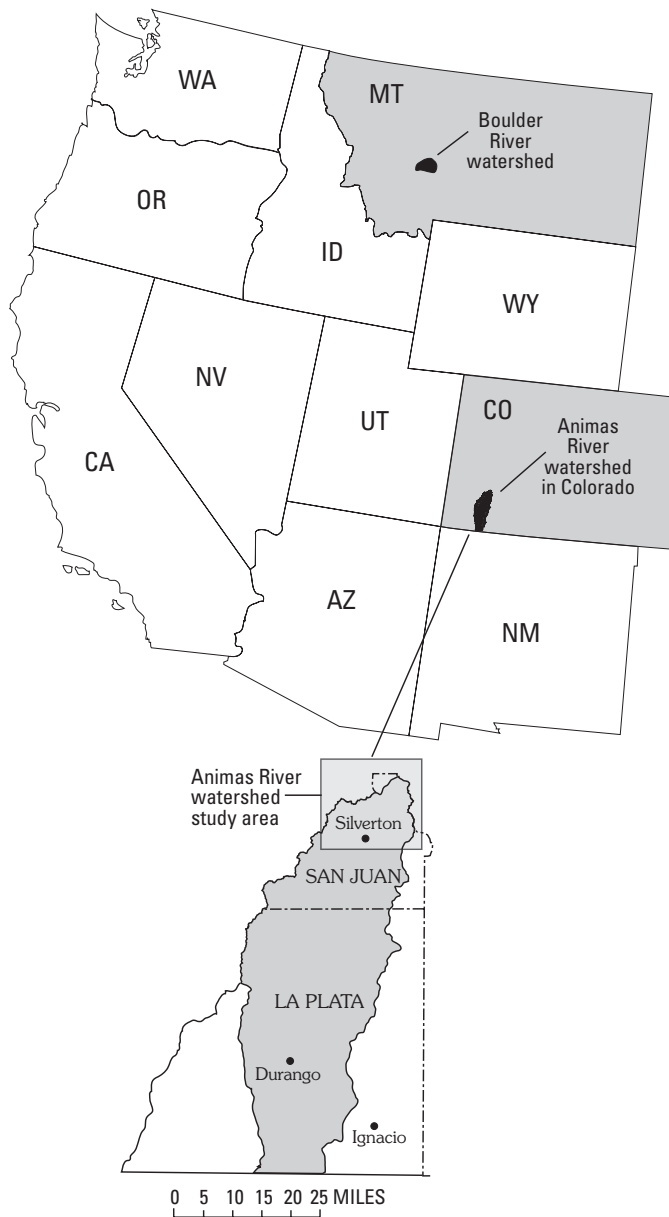 WA
MT
Boulder
River
watershed
OR
ID
WY
NV
UT
CO
CA
Animas
River
watershed
in Colorado
AZ
NM
Animas River
watershed
study area
Silverton
SAN JUAN
LA PLATA
Durango
Ignacio
0 5 10 15 20 25 MILES